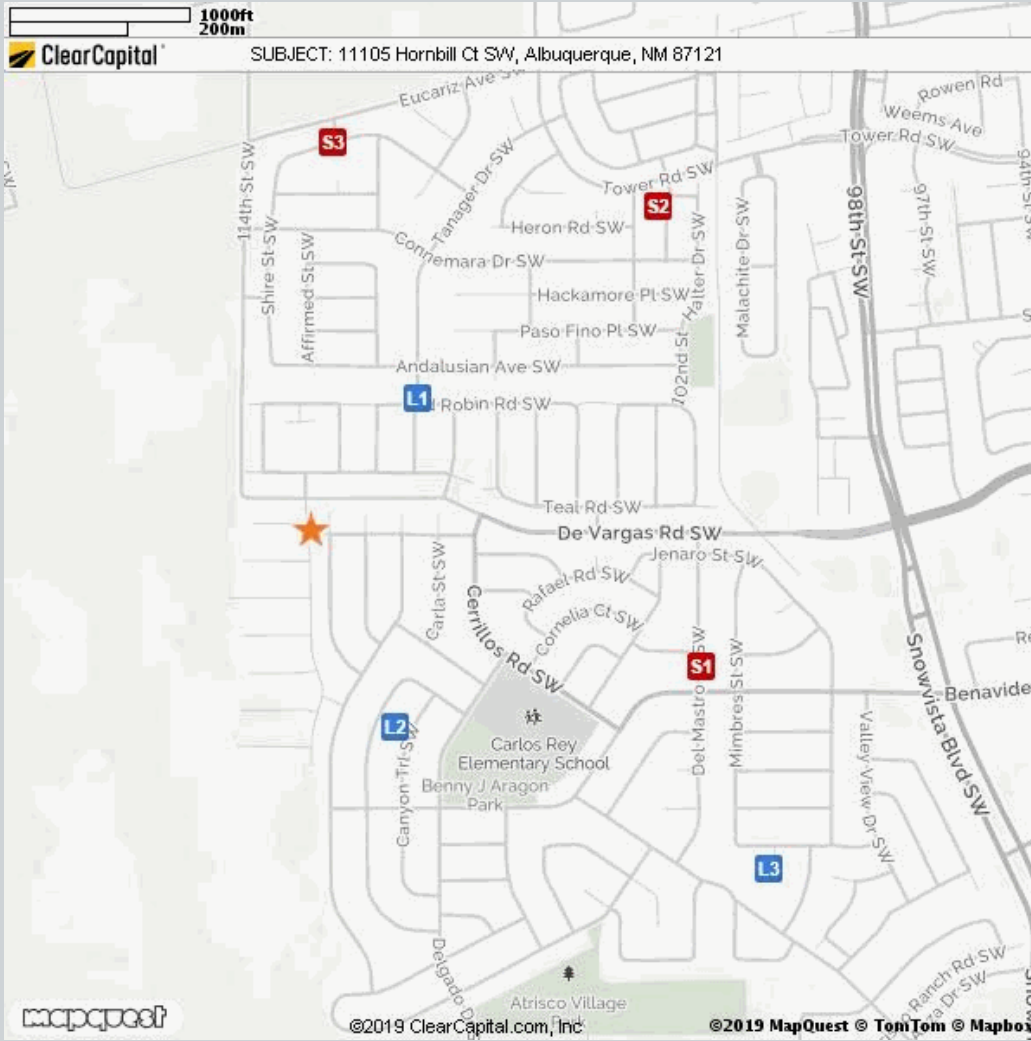 1000ft
200m
ClearCapital
SUBJECT: 11105 Hornbill Ct SW, Albuquerque, NM 87121
Eucariz Ave SW
Rowen Rd
Weems Ave
Tower Rd SW
S3
114th St SW
Tanager Dr SW
Tower Rd SW
S2
98th St SW
97th St SW
94th St SW
Heron Rd SW
Shire St SW
Affirmed St SW
Connemara Dr SW
Halter Dr SW
Malachite Dr SW
Hackamore Pl SW
Paso Fino Pl SW
102nd St
Andalusian Ave SW
L1
Robin Rd SW
Teal Rd SW
De Vargas Rd SW
Jenaro St SW
Carla St SW
Cerrillos Rd SW
Rafael Rd SW
Cornelia Ct SW
S1
Del Mastro
SW
Mimbres St SW
Snowvista Blvd SW
Benavide
L2
Canyon Trl SW
Carlos Rey
Elementary School
Benny J Aragon
Park
Valley View Dr SW
L3
Delgado D
Atrisco Village
Park
Ranch Rd SW
Dr SW
mapquest
©2019 ClearCapital.com, Inc
©2019 MapQuest © TomTom © Mapbox